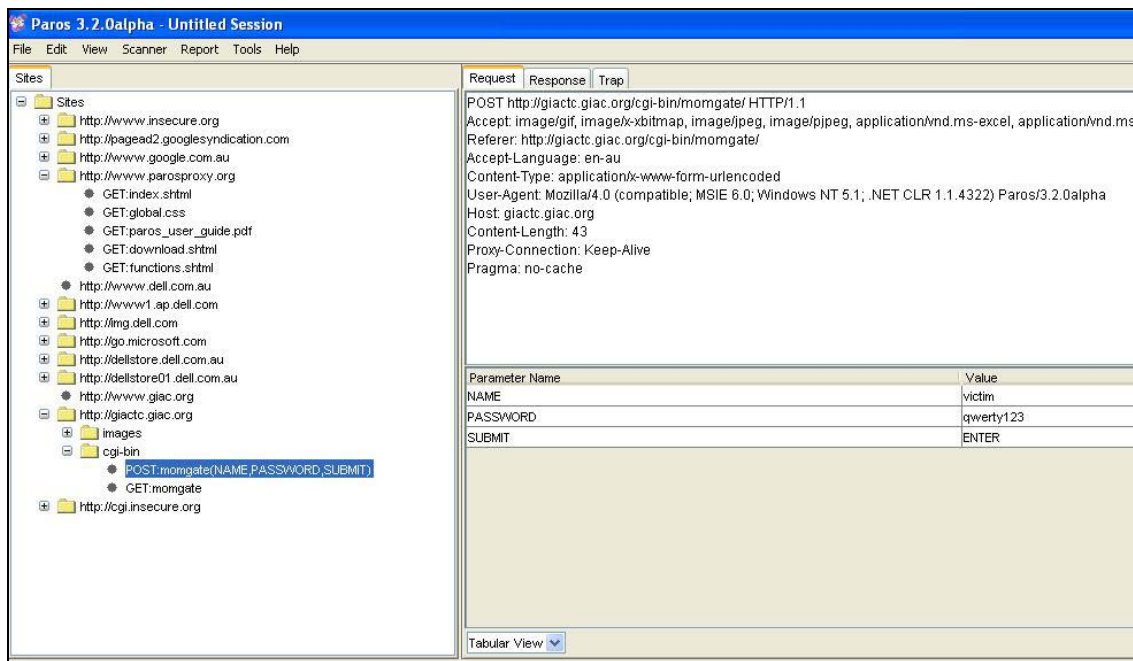 Paros 3.2.0alpha - Untitled Session
File Edit View Scanner Report Tools Help
Sites
Sites
http://www.insecure.org
http://pagead2.googlesyndication.com
http://www.google.com.au
http://www.parosproxy.org
GET:index.shtml
GET:global.css
GET:paros_user_guide.pdf
GET:download.shtml
GET:functions.shtml
http://www.dell.com.au
http://www1.ap.dell.com
http://img.dell.com
http://go.microsoft.com
http://dellstore.dell.com.au
http://dellstore01.dell.com.au
http://www.giac.org
http://giactc.giac.org
images
cgi-bin
POST:momgate(NAME,PASSWORD,SUBMIT)
GET:momgate
http://cgi.insecure.org
Request Response Trap
POST http://giactc.giac.org/cgi-bin/momgate/ HTTP/1.1
Accept: image/gif, image/x-xbitmap, image/jpeg, image/pjpeg, application/vnd.ms-excel, application/vnd.ms
Referer: http://giactc.giac.org/cgi-bin/momgate/
Accept-Language: en-au
Content-Type: application/x-www-form-urlencoded
User-Agent: Mozilla/4.0 (compatible; MSIE 6.0; Windows NT 5.1; .NET CLR 1.1.4322) Paros/3.2.0alpha
Host: giactc.giac.org
Content-Length: 43
Proxy-Connection: Keep-Alive
Pragma: no-cache
Parameter Name Value
NAME victim
PASSWORD qwerty123
SUBMIT ENTER
Tabular View